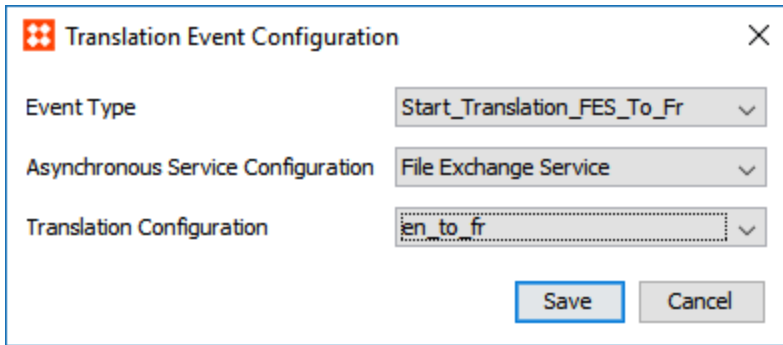 Translation Event Configuration
Event Type Start_Translation_FES_To_Fr
Asynchronous Service Configuration File Exchange Service
Translation Configuration en_to_fr
Save Cancel